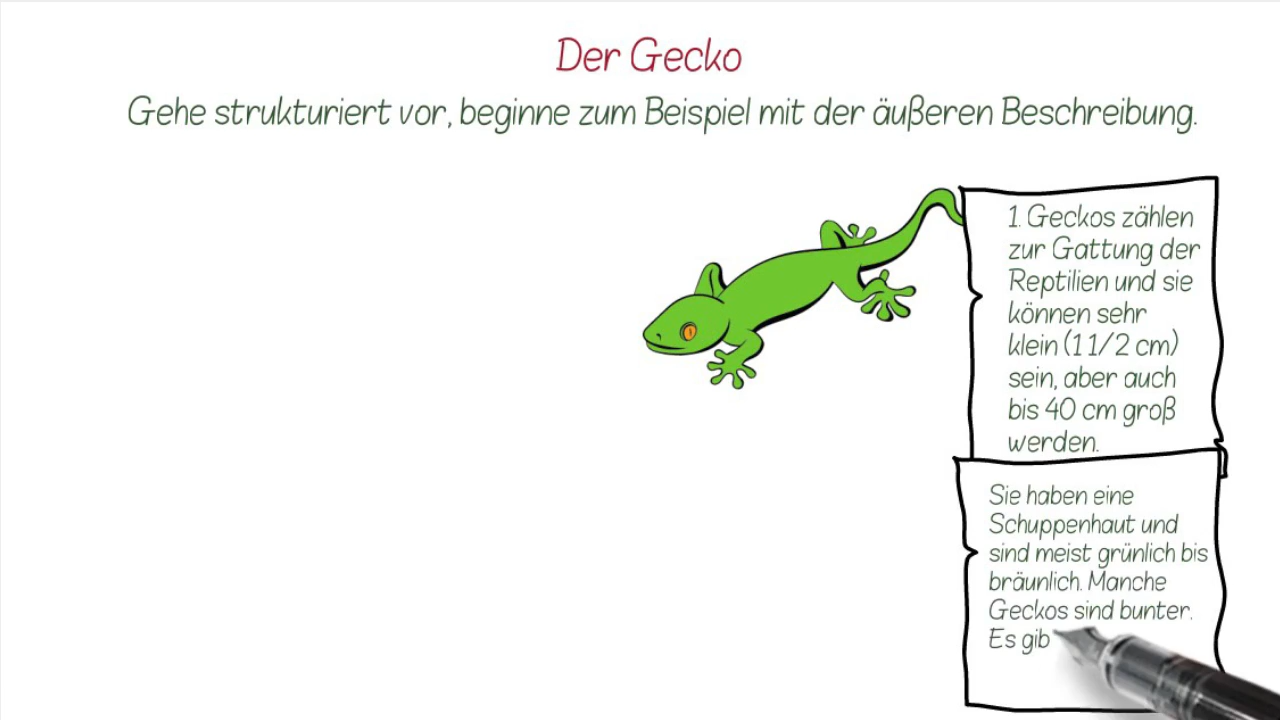 Der Gecko
Gehe strukturiert vor, beginne zum Beispiel mit der äußeren Beschreibung.
1. Geckos zählen
zur Gattung der
Reptilien und sie
können sehr
klein (1 1/2 cm)
sein, aber auch
bis 40 cm groß
werden.
Sie haben eine
Schuppenhaut und
sind meist grünlich bis
bräunlich. Manche
Geckos sind bunter.
Es gib